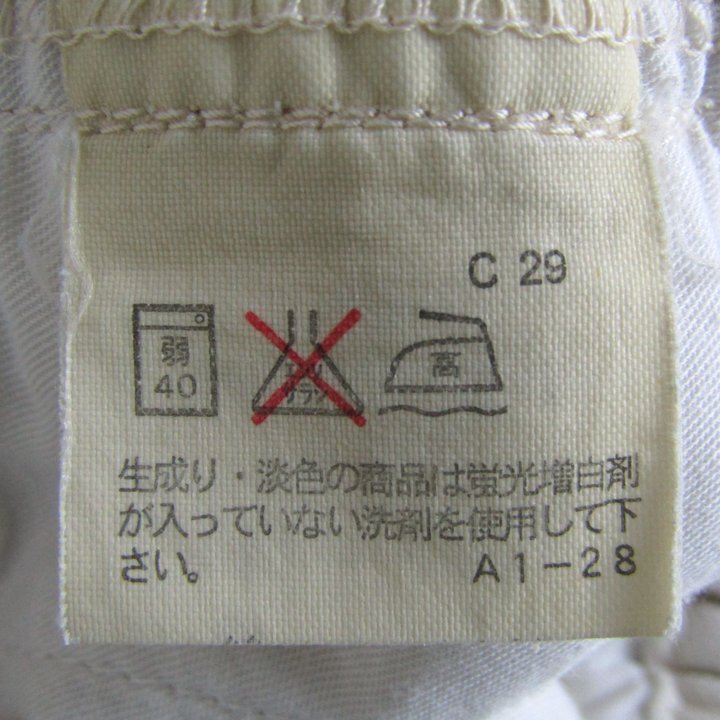 C 29
弱 エンソ 高
40 サラシ
生成り・淡色の商品は蛍光増白剤
が入っていない洗剤を使用して下
さい。 A1-28